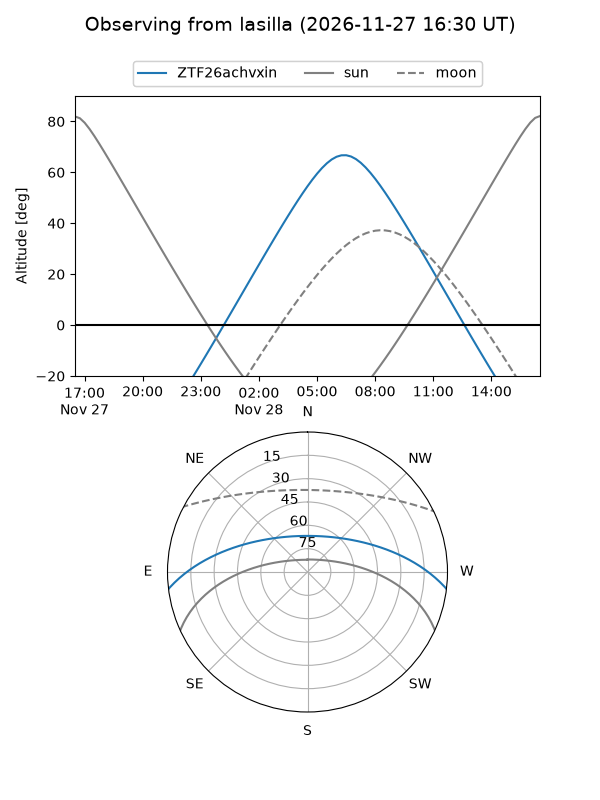 Observing from lasilla (2026-11-27 16:30 UT)
ZTF26achvxin
sun
moon
Altitude [deg]
80
60
40
20
0
−20
17:00
Nov 27
20:00
23:00
02:00
Nov 28
05:00
08:00
11:00
14:00
N
NE
NW
15
30
45
60
75
E
W
SE
SW
S